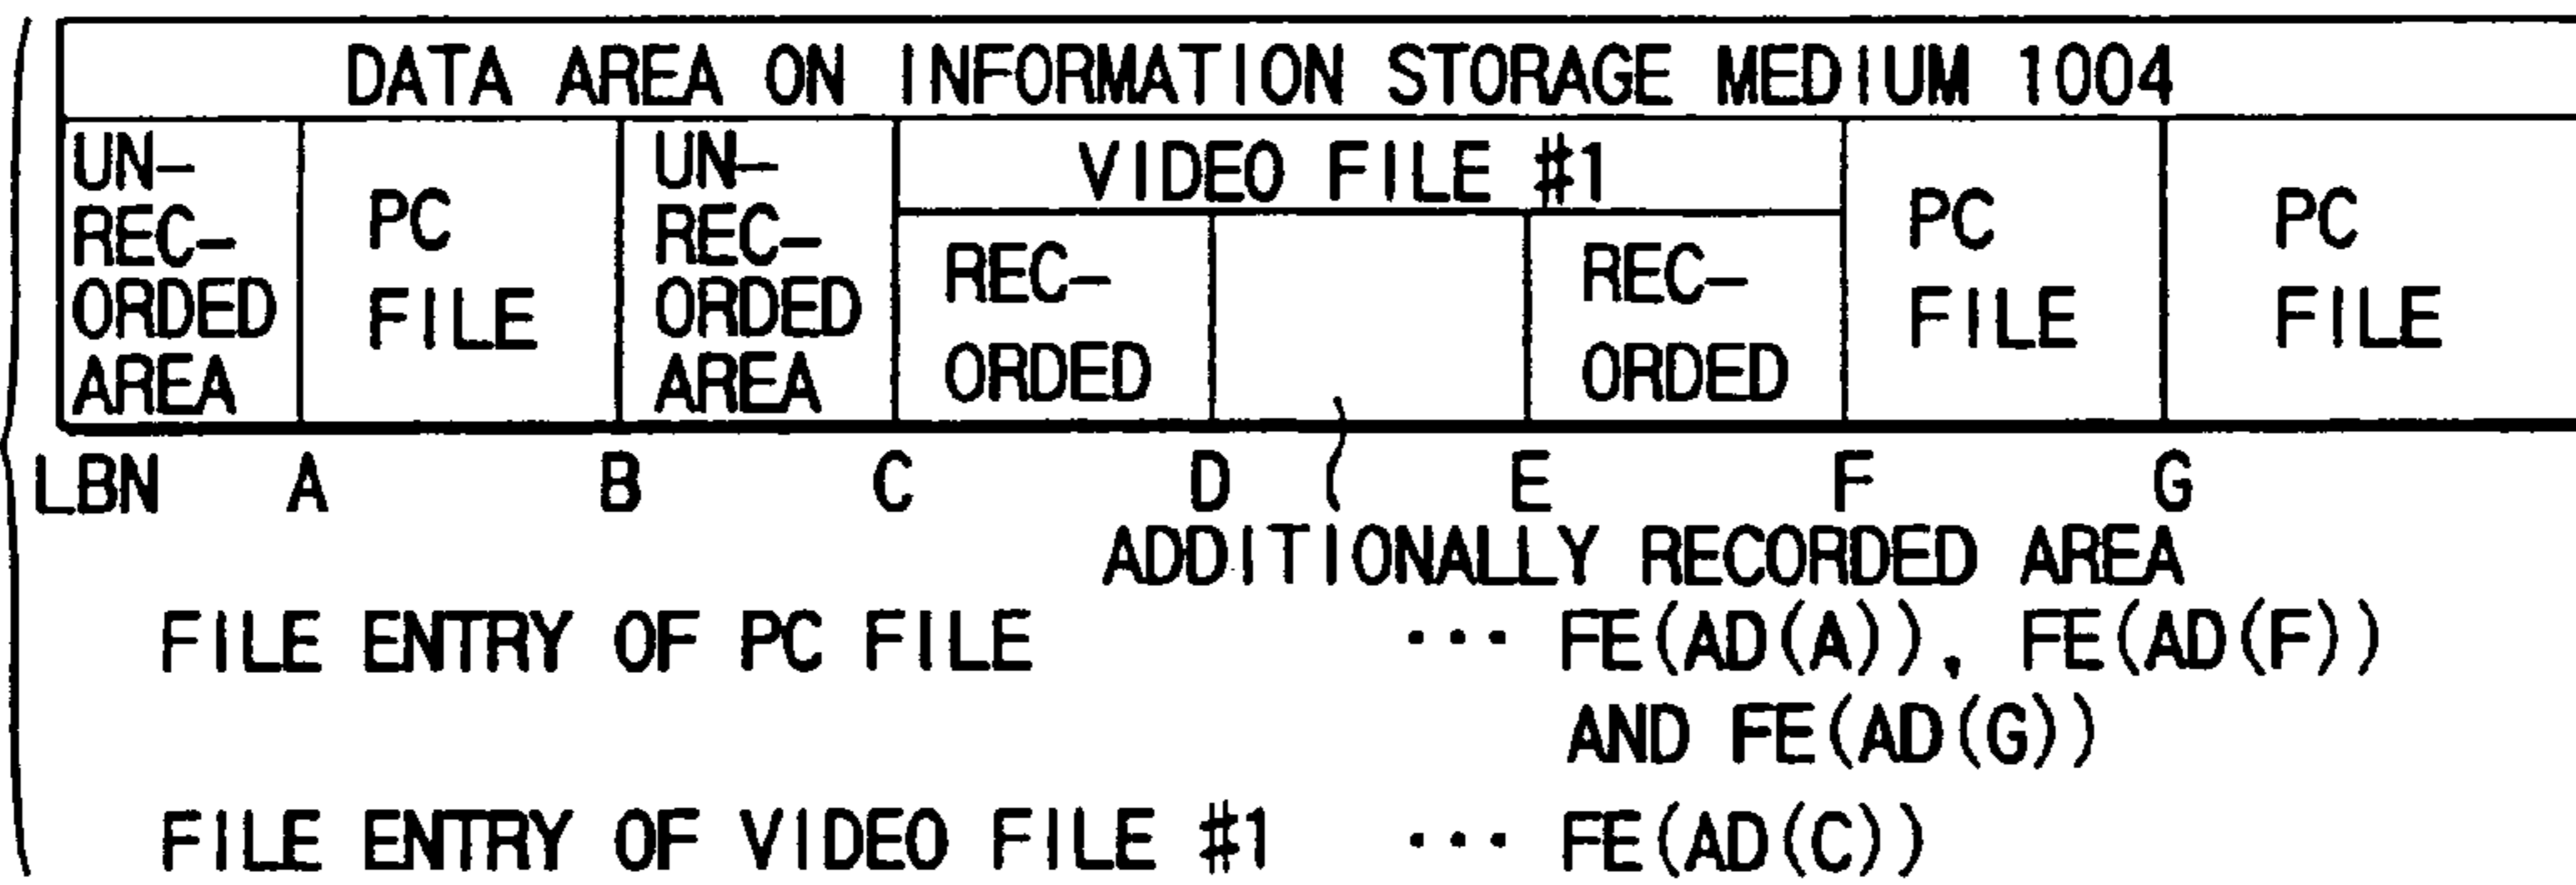 DATA AREA ON INFORMATION STORAGE MEDIUM 1004
UN-
REC-
ORDED
AREA
PC
FILE
UN-
REC-
ORDED
AREA
VIDEO FILE #1
REC-
ORDED
REC-
ORDED
PC
FILE
PC
FILE
LBN A B C D E F G
ADDITIONALLY RECORDED AREA
FILE ENTRY OF PC FILE ··· FE(AD(A)), FE(AD(F))
AND FE(AD(G))
FILE ENTRY OF VIDEO FILE #1 ··· FE(AD(C))